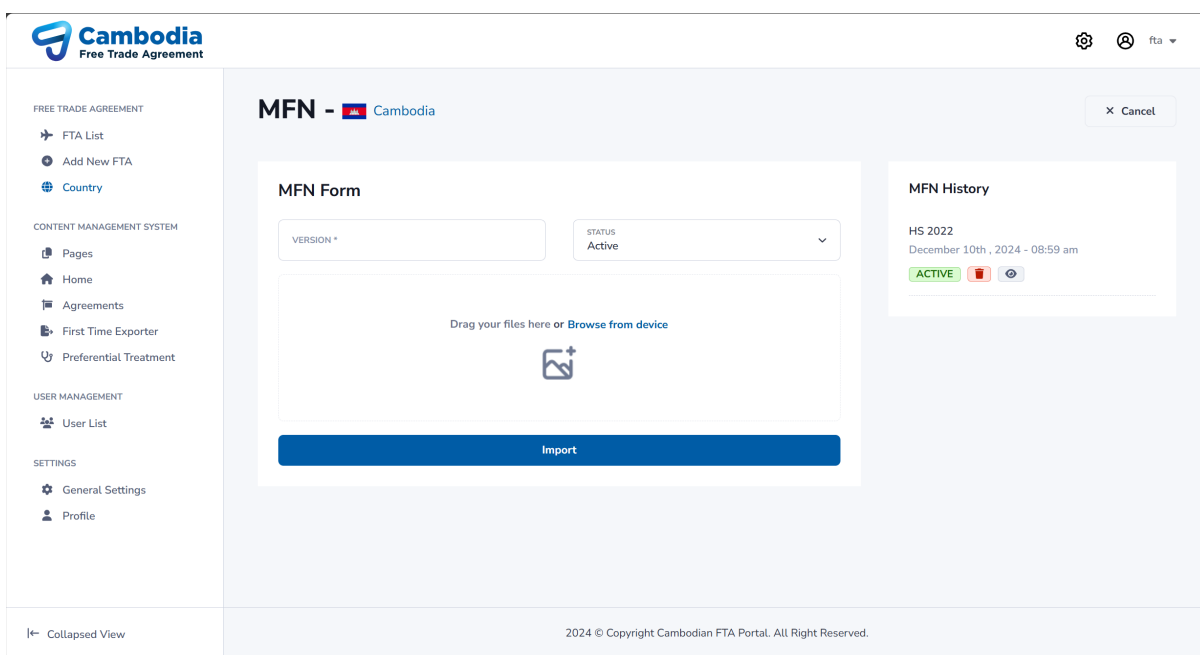 Cambodia
Free Trade Agreement
fta
FREE TRADE AGREEMENT
FTA List
Add New FTA
Country
CONTENT MANAGEMENT SYSTEM
Pages
Home
Agreements
First Time Exporter
Preferential Treatment
USER MANAGEMENT
User List
SETTINGS
General Settings
Profile
Collapsed View
MFN - Cambodia
× Cancel
MFN Form
VERSION *
STATUS
Active
Drag your files here or Browse from device
Import
MFN History
HS 2022
December 10th , 2024 - 08:59 am
ACTIVE
2024 © Copyright Cambodian FTA Portal. All Right Reserved.